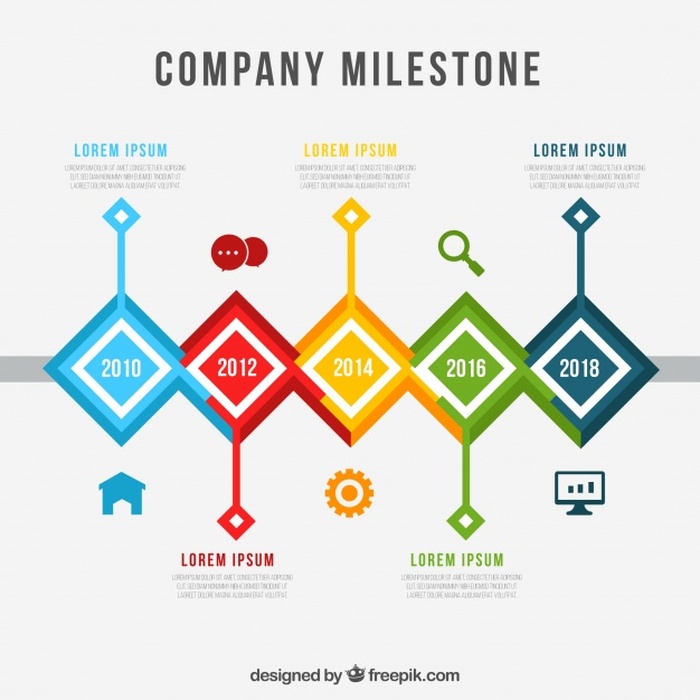 COMPANY MILESTONE
LOREM IPSUM
LOREM IPSUM DOLOR SIT AMET, CONSECTETUER ADIPISCING
ELIT, SED DIAM NONUMMY NIBH EUISMOD TINCIDUNT UT
LAOREET DOLORE MAGNA ALIQUAM ERAT VOLUTPAT.
LOREM IPSUM
LOREM IPSUM DOLOR SIT AMET, CONSECTETUER ADIPISCING
ELIT, SED DIAM NONUMMY NIBH EUISMOD TINCIDUNT UT
LAOREET DOLORE MAGNA ALIQUAM ERAT VOLUTPAT.
LOREM IPSUM
LOREM IPSUM DOLOR SIT AMET, CONSECTETUER ADIPISCING
ELIT, SED DIAM NONUMMY NIBH EUISMOD TINCIDUNT UT
LAOREET DOLORE MAGNA ALIQUAM ERAT VOLUTPAT.
2010
2012
2014
2016
2018
LOREM IPSUM
LOREM IPSUM DOLOR SIT AMET, CONSECTETUER ADIPISCING
ELIT, SED DIAM NONUMMY NIBH EUISMOD TINCIDUNT UT
LAOREET DOLORE MAGNA ALIQUAM ERAT VOLUTPAT.
LOREM IPSUM
LOREM IPSUM DOLOR SIT AMET, CONSECTETUER ADIPISCING
ELIT, SED DIAM NONUMMY NIBH EUISMOD TINCIDUNT UT
LAOREET DOLORE MAGNA ALIQUAM ERAT VOLUTPAT.
designed by freepik.com